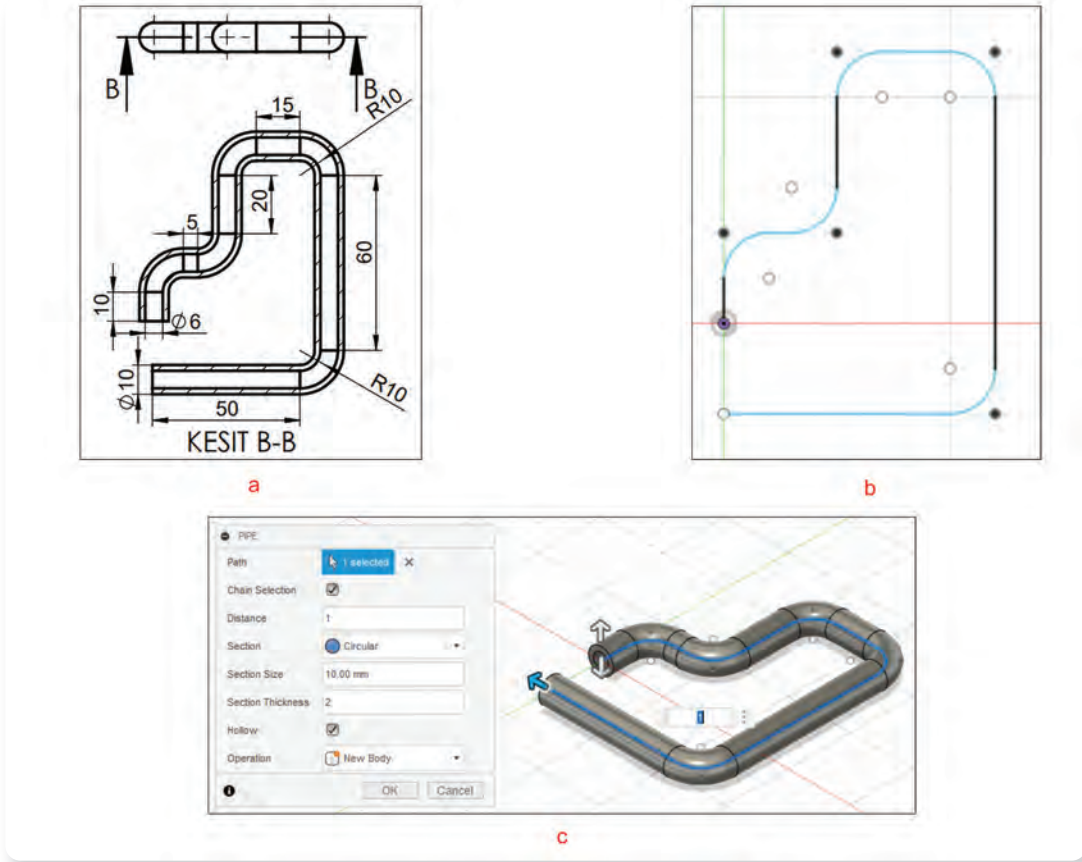 B
B
15
R10
20
5
60
10
Ø6
Ø10
R10
50
KESIT B-B
a
b
PIPE
Path
1 selected
Chain Selection
Distance
1
Section
Circular
Section Size
10.00 mm
Section Thickness
2
Hollow
Operation
New Body
OK
Cancel
1
c